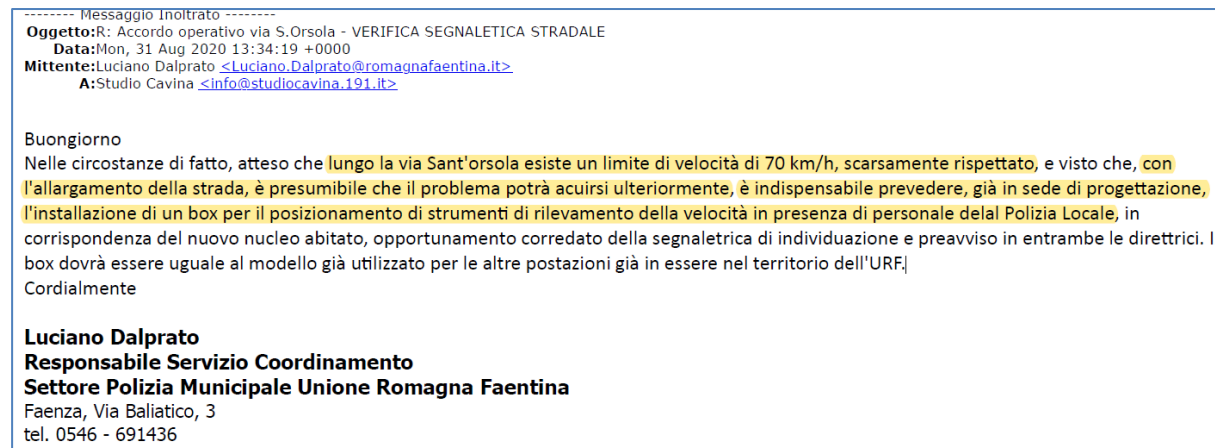 -------- Messaggio Inoltrato --------
Oggetto:R: Accordo operativo via S.Orsola - VERIFICA SEGNALETICA STRADALE
Data:Mon, 31 Aug 2020 13:34:19 +0000
Mittente:Luciano Dalprato <Luciano.Dalprato@romagnafaentina.it>
A:Studio Cavina <info@studiocavina.191.it>
Buongiorno
Nelle circostanze di fatto, atteso che lungo la via Sant'orsola esiste un limite di velocità di 70 km/h, scarsamente rispettato, e visto che, con
l'allargamento della strada, è presumibile che il problema potrà acuirsi ulteriormente, è indispensabile prevedere, già in sede di progettazione,
l'installazione di un box per il posizionamento di strumenti di rilevamento della velocità in presenza di personale delal Polizia Locale, in
corrispondenza del nuovo nucleo abitato, opportunamento corredato della segnaletrica di individuazione e preavviso in entrambe le direttrici. I
box dovrà essere uguale al modello già utilizzato per le altre postazioni già in essere nel territorio dell'URF.
Cordialmente
Luciano Dalprato
Responsabile Servizio Coordinamento
Settore Polizia Municipale Unione Romagna Faentina
Faenza, Via Baliatico, 3
tel. 0546 - 691436